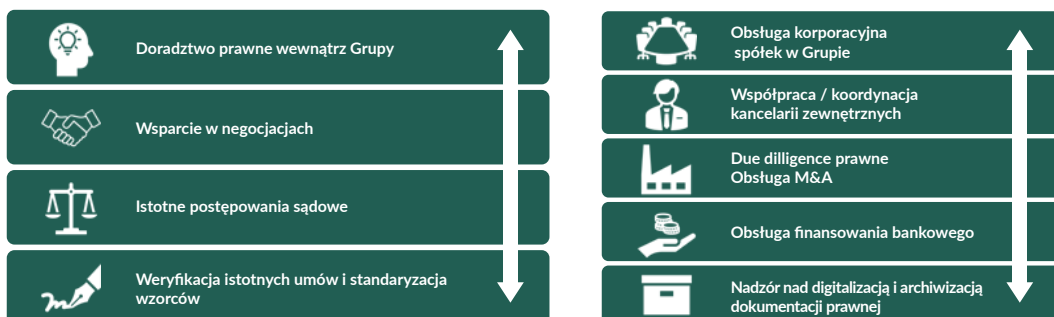 Doradztwo prawne wewnątrz Grupy
Wsparcie w negocjacjach
Istotne postępowania sądowe
Weryfikacja istotnych umów i standaryzacja
wzorców
Obsługa korporacyjna
spółek w Grupie
Współpraca / koordynacja
kancelarii zewnętrznych
Due dilligence prawne
Obsługa M&A
Obsługa finansowania bankowego
Nadzór nad digitalizacją i archiwizacją
dokumentacji prawnej